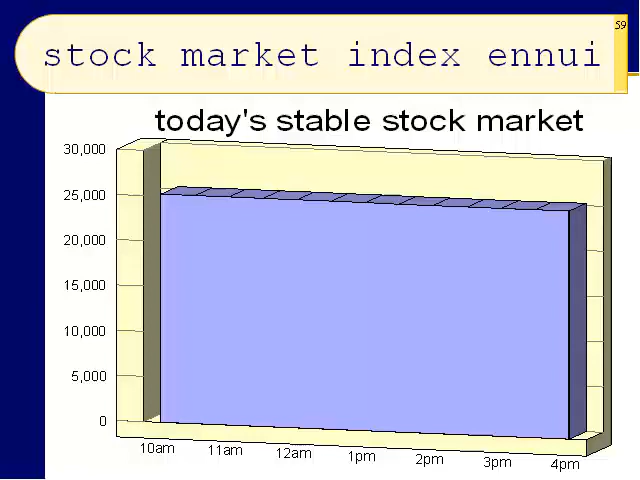 59
stock market index ennui
today's stable stock market
30,000
25,000
20,000
15,000
10,000
5,000
0
10am 11am 12am 1pm 2pm 3pm 4pm